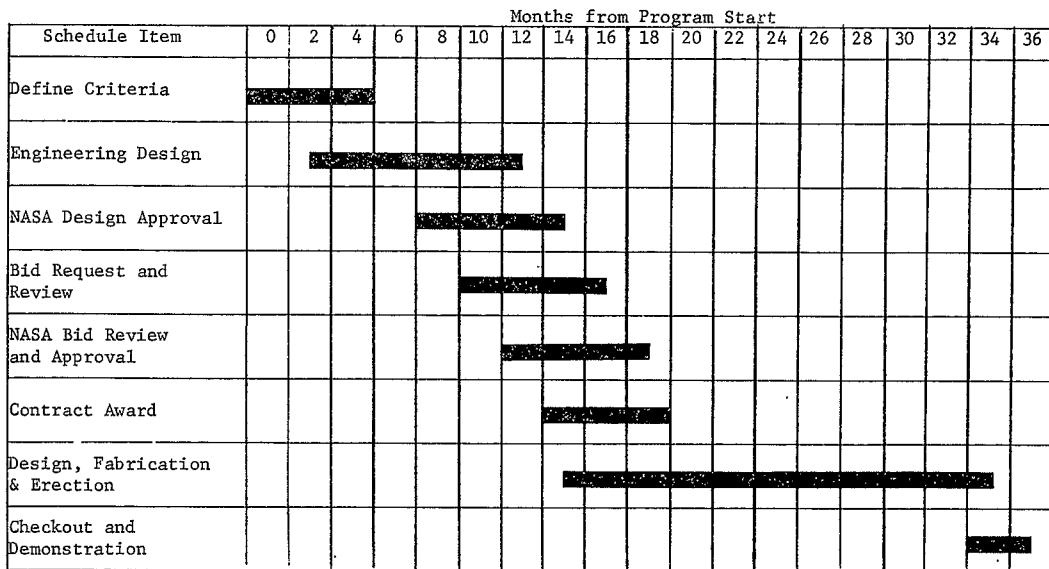 Months from Program Start
Schedule Item 0 2 4 6 8 10 12 14 16 18 20 22 24 26 28 30 32 34 36
Define Criteria
Engineering Design
NASA Design Approval
Bid Request and
Review
NASA Bid Review
and Approval
Contract Award
Design, Fabrication
& Erection
Checkout and
Demonstration